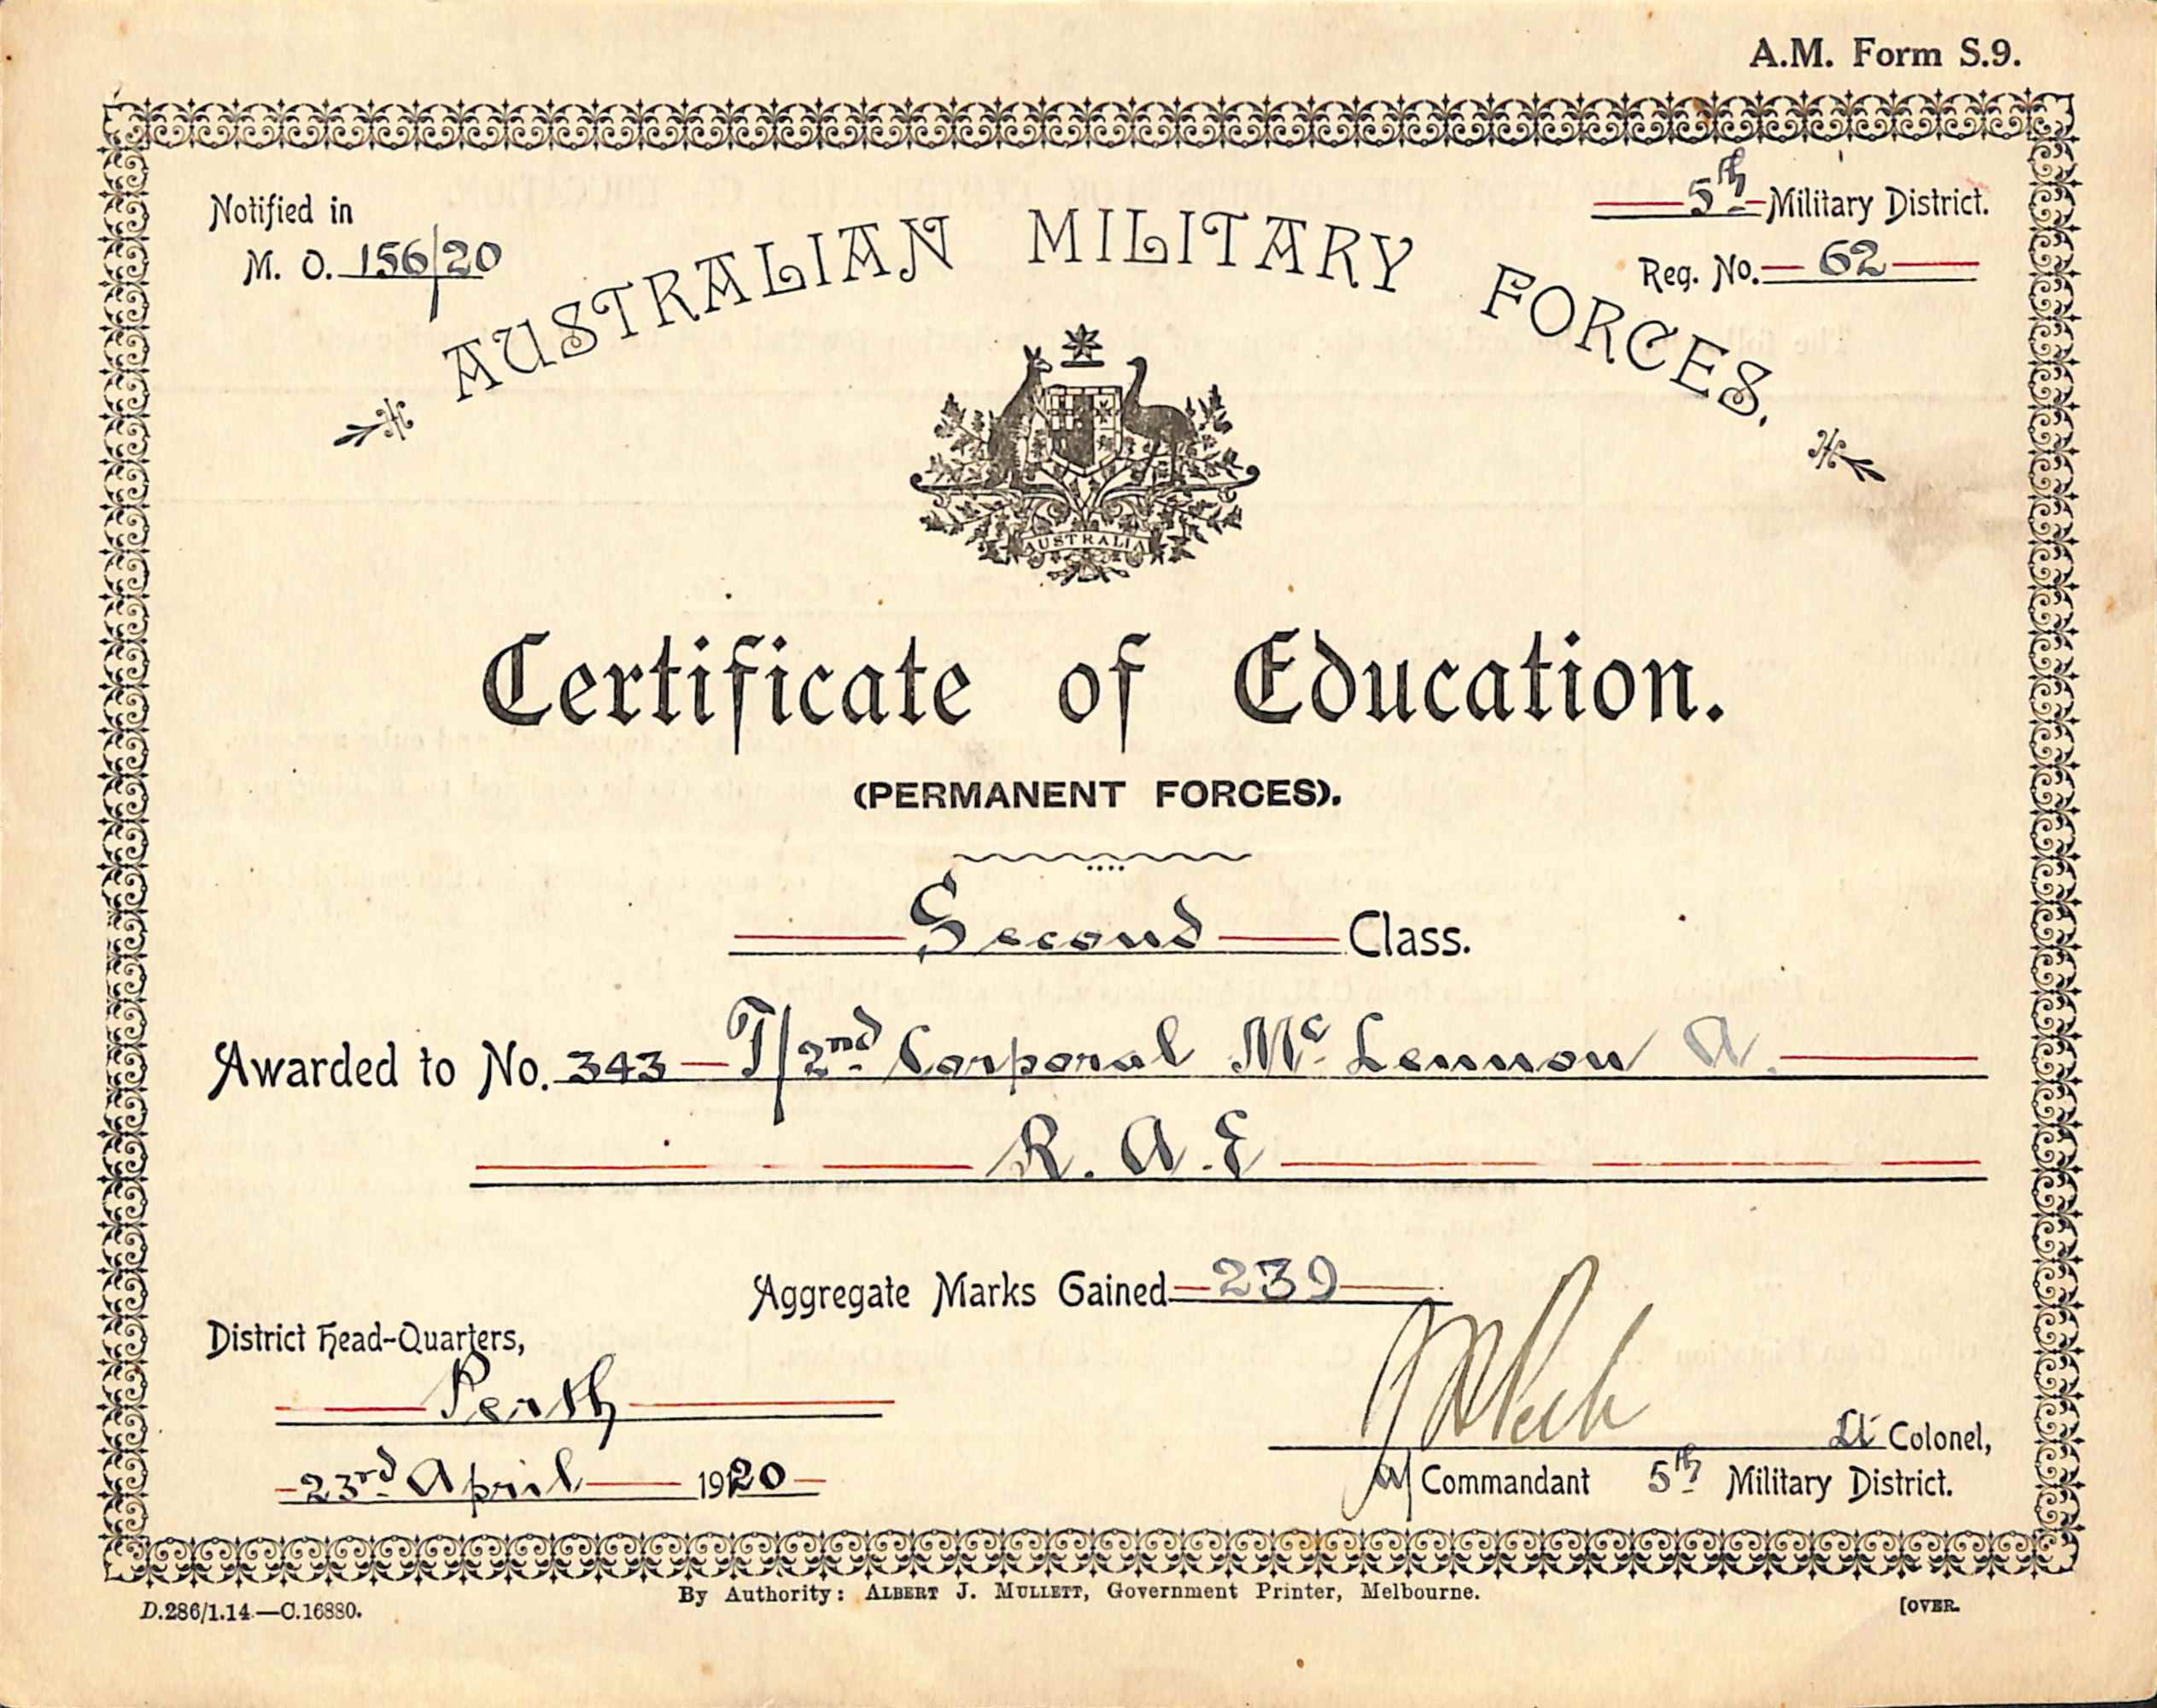 A.M. Form S.9.
Notified in
M. O. 156/20
5th Military District.
Reg. No. 62
AUSTRALIAN MILITARY FORCES.
AUSTRALIA
Certificate of Education.
(PERMANENT FORCES).
Second Class.
Awarded to No. 343 T/2nd Corporal Mc Lennon A.
R. A. E
Aggregate Marks Gained 239
District Head-Quarters,
Perth
23rd April 1920
Lt Colonel,
Commandant 5th Military District.
By Authority: ALBERT J. MULLETT, Government Printer, Melbourne.
D.286/1.14.—C.16880.
[OVER.